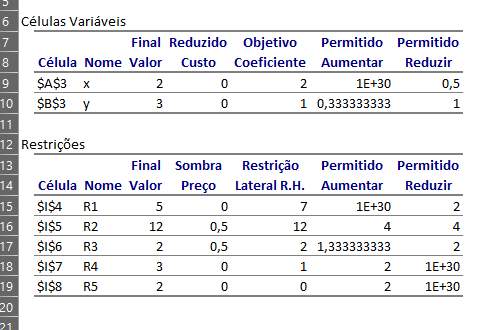 5
6 Células Variáveis
7 Final Reduzido Objetivo Permitido Permitido
8 Célula Nome Valor Custo Coeficiente Aumentar Reduzir
9 $A$3 x 2 0 2 1E+30 0,5
10 $B$3 y 3 0 1 0,333333333 1
11
12 Restrições
13 Final Sombra Restrição Permitido Permitido
14 Célula Nome Valor Preço Lateral R.H. Aumentar Reduzir
15 $I$4 R1 5 0 7 1E+30 2
16 $I$5 R2 12 0,5 12 4 4
17 $I$6 R3 2 0,5 2 1,333333333 2
18 $I$7 R4 3 0 1 2 1E+30
19 $I$8 R5 2 0 0 2 1E+30
20
21